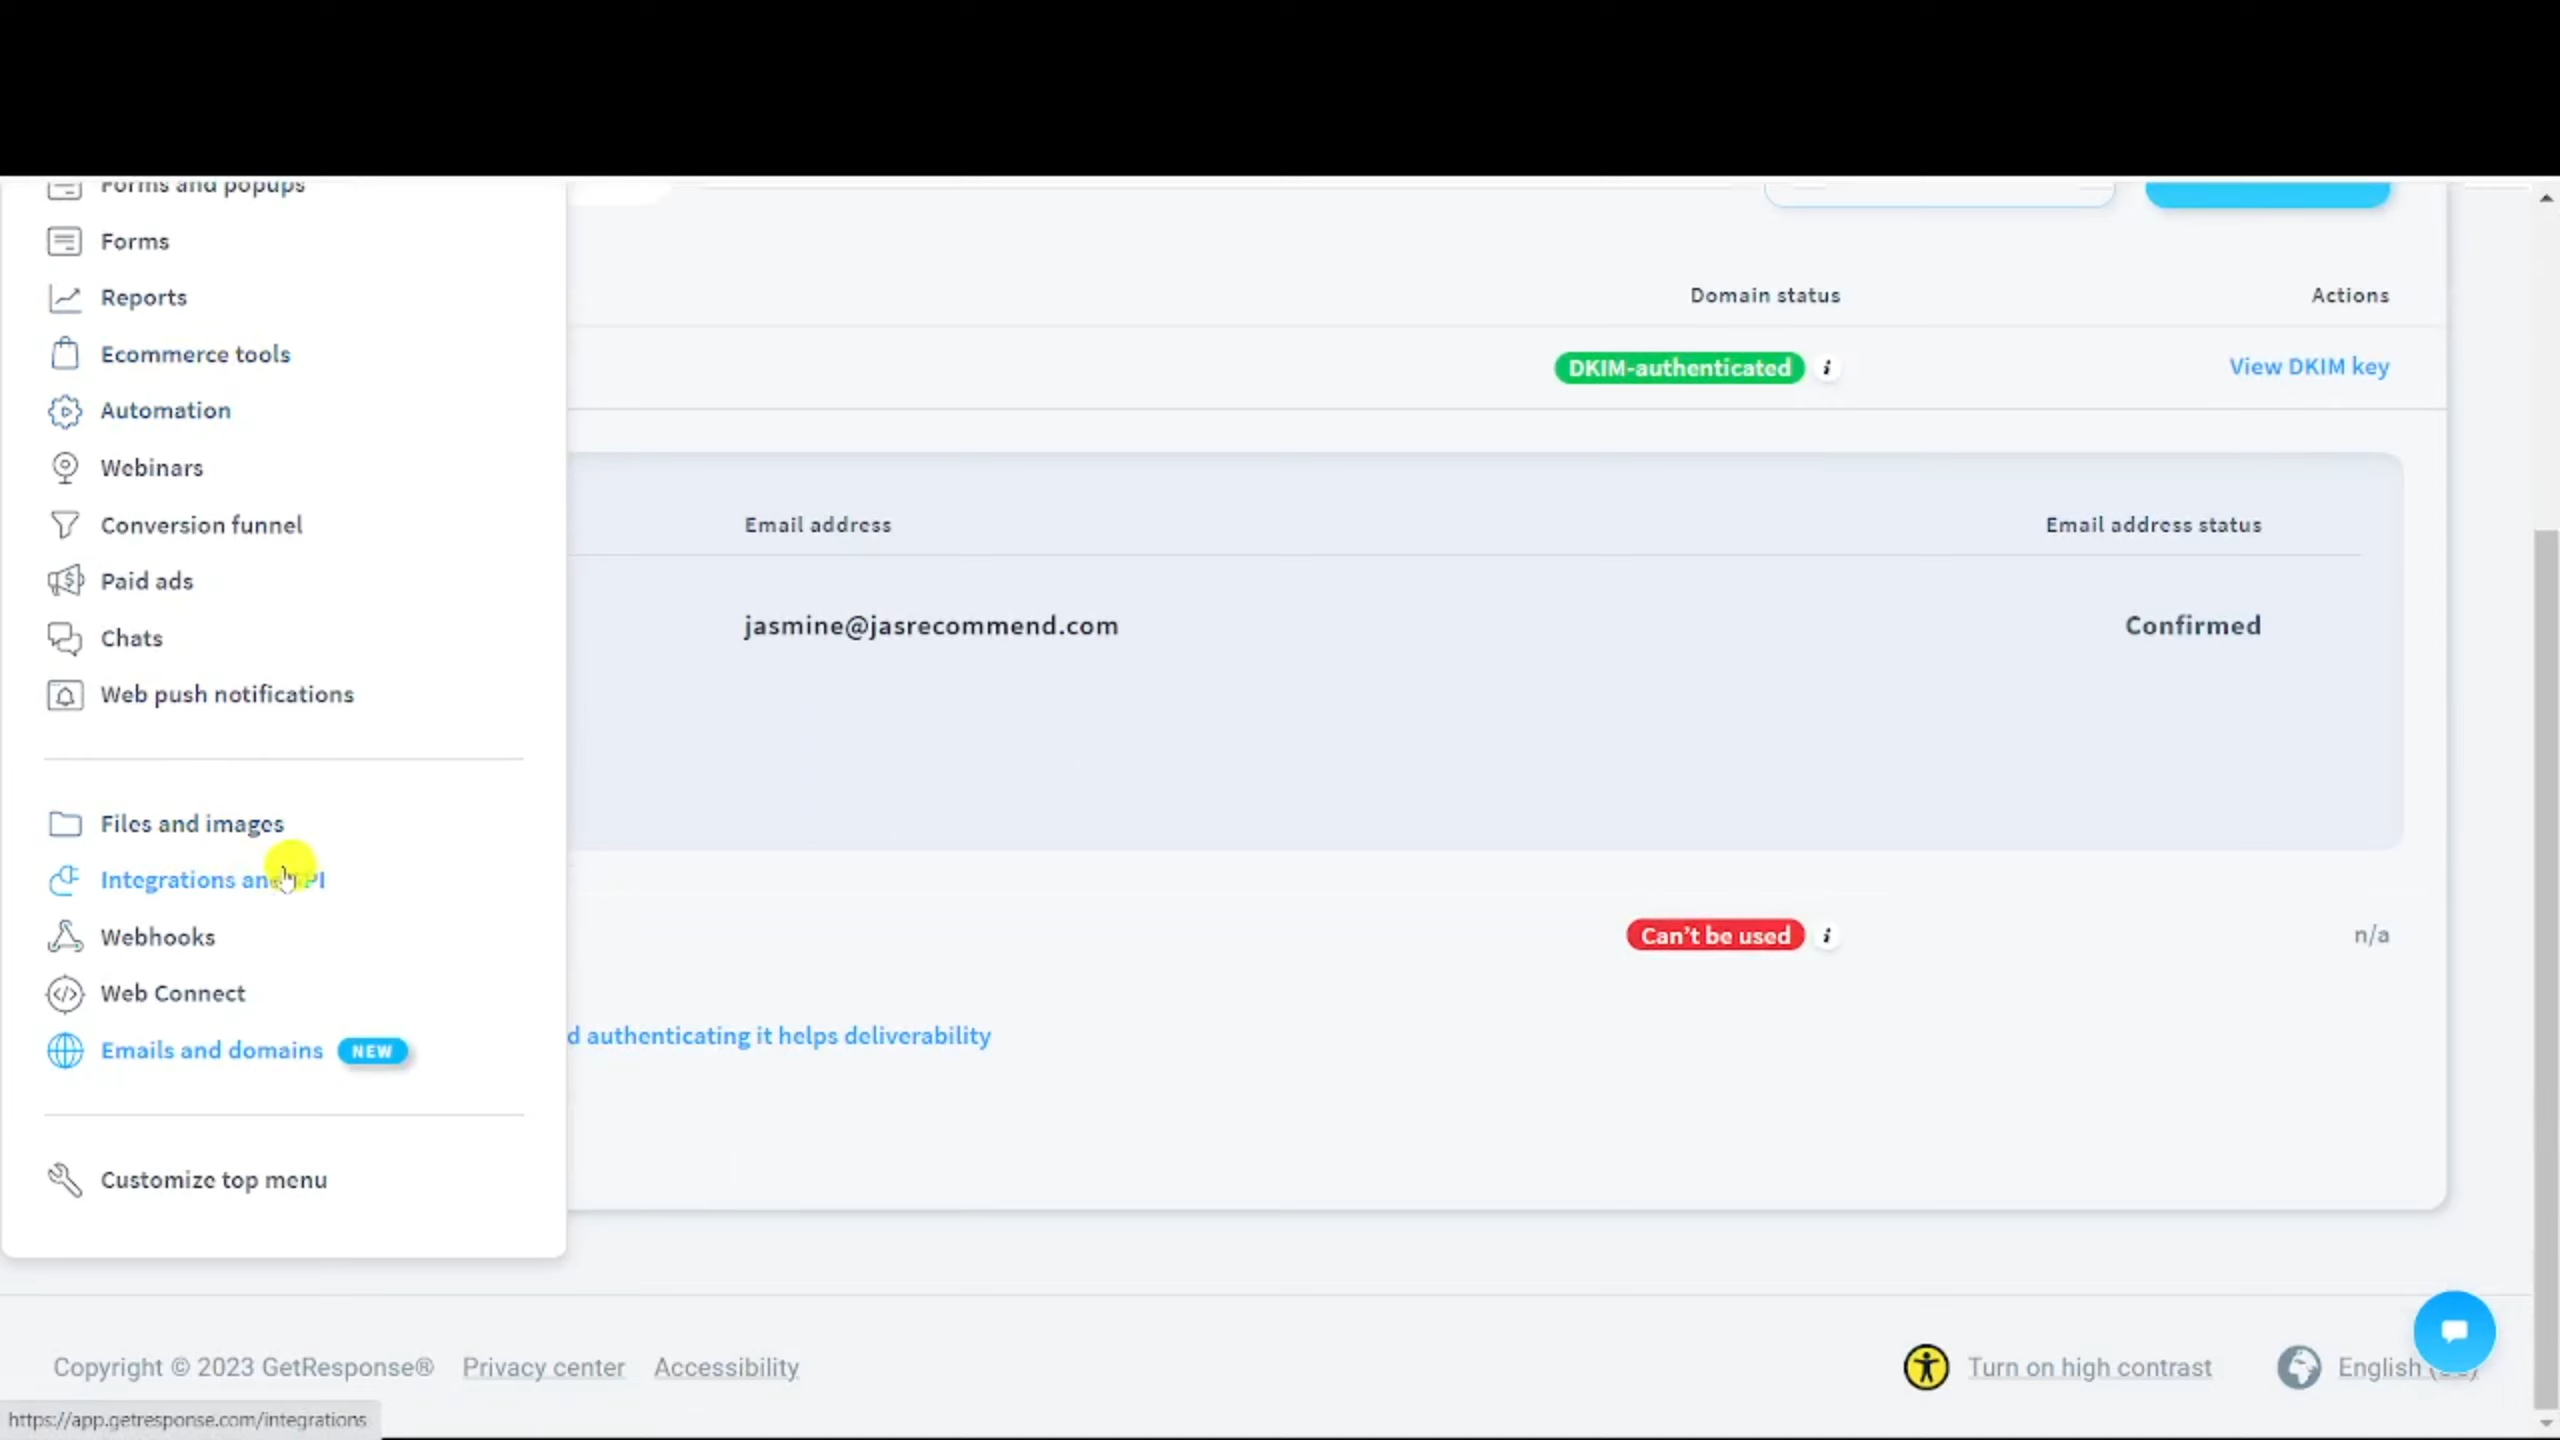 Forms and popups
Forms
Reports
Ecommerce tools
Automation
Webinars
Conversion funnel
Paid ads
Chats
Web push notifications
Files and images
Integrations and API
Webhooks
Web Connect
Emails and domains NEW
Customize top menu
Domain status Actions
DKIM-authenticated i View DKIM key
Email address Email address status
jasmine@jasrecommend.com Confirmed
Can't be used i n/a
d authenticating it helps deliverability
Copyright © 2023 GetResponse® Privacy center Accessibility Turn on high contrast English
https://app.getresponse.com/integrations